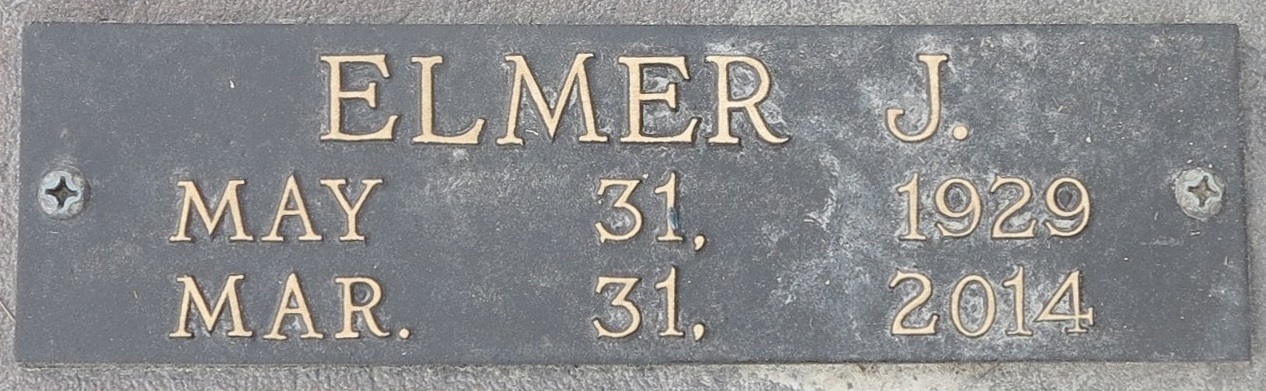 ELMER J.
MAY 31, 1929
MAR. 31, 2014